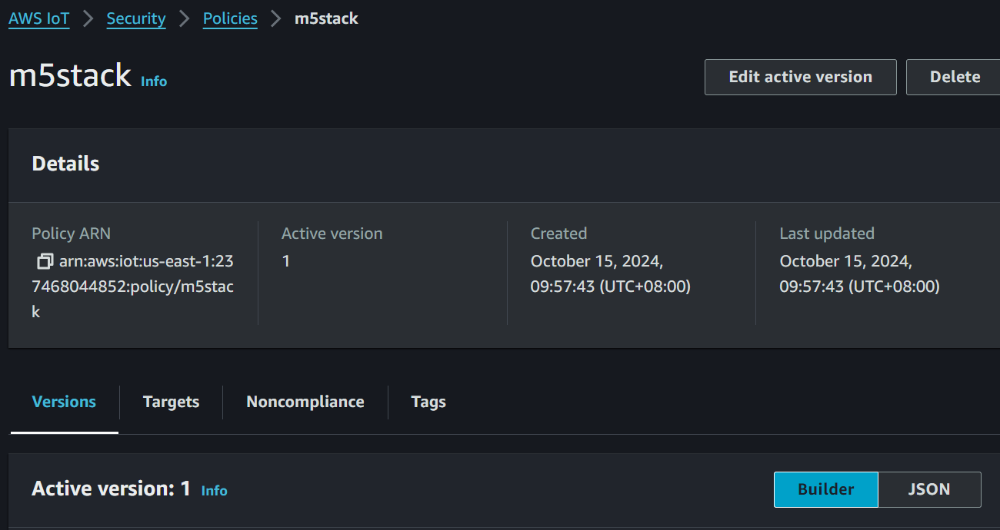 AWS IoT > Security > Policies > m5stack
m5stack Info
Edit active version
Delete
Details
Policy ARN
arn:aws:iot:us-east-1:23
7468044852:policy/m5stac
k
Active version
1
Created
October 15, 2024,
09:57:43 (UTC+08:00)
Last updated
October 15, 2024,
09:57:43 (UTC+08:00)
Versions
Targets
Noncompliance
Tags
Active version: 1 Info
Builder
JSON